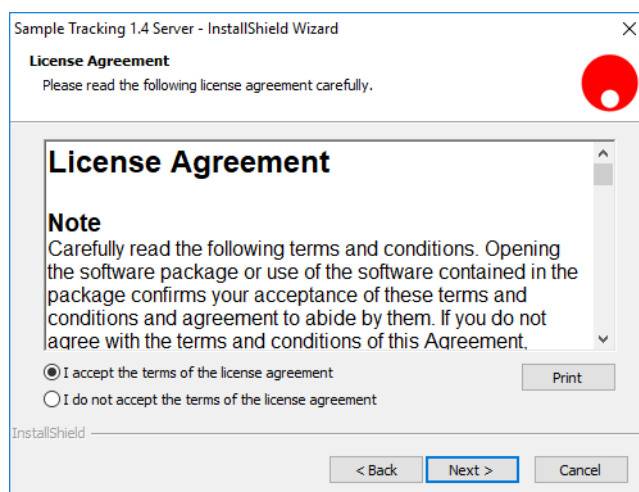 Sample Tracking 1.4 Server - InstallShield Wizard
License Agreement
Please read the following license agreement carefully.
License Agreement
Note
Carefully read the following terms and conditions. Opening
the software package or use of the software contained in the
package confirms your acceptance of these terms and
conditions and agreement to abide by them. If you do not
agree with the terms and conditions of this Agreement,
I accept the terms of the license agreement
Print
I do not accept the terms of the license agreement
InstallShield
< Back
Next >
Cancel